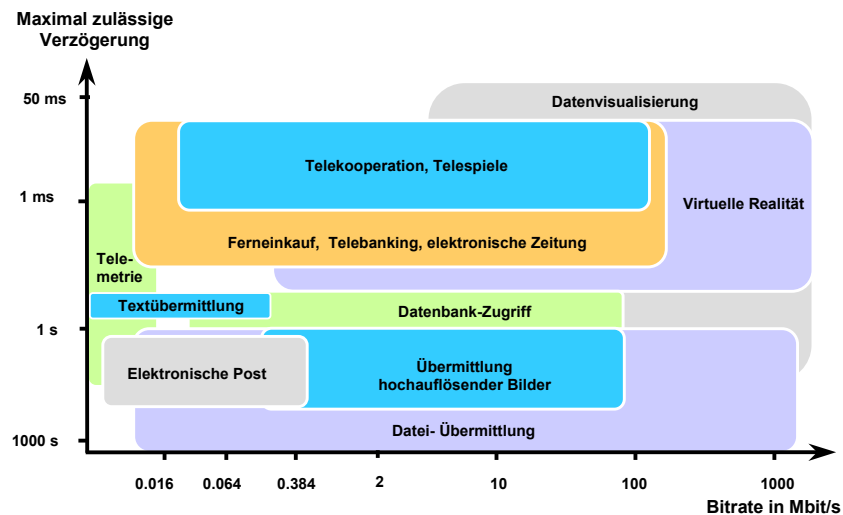 Maximal zulässige
Verzögerung
50 ms
Datenvisualisierung
Telekooperation, Telespiele
1 ms
Virtuelle Realität
Ferneinkauf, Telebanking, elektronische Zeitung
Tele-
metrie
Textübermittlung
Datenbank-Zugriff
1 s
Elektronische Post
Übermittlung
hochauflösender Bilder
Datei- Übermittlung
1000 s
0.016 0.064 0.384 2 10 100 1000
Bitrate in Mbit/s